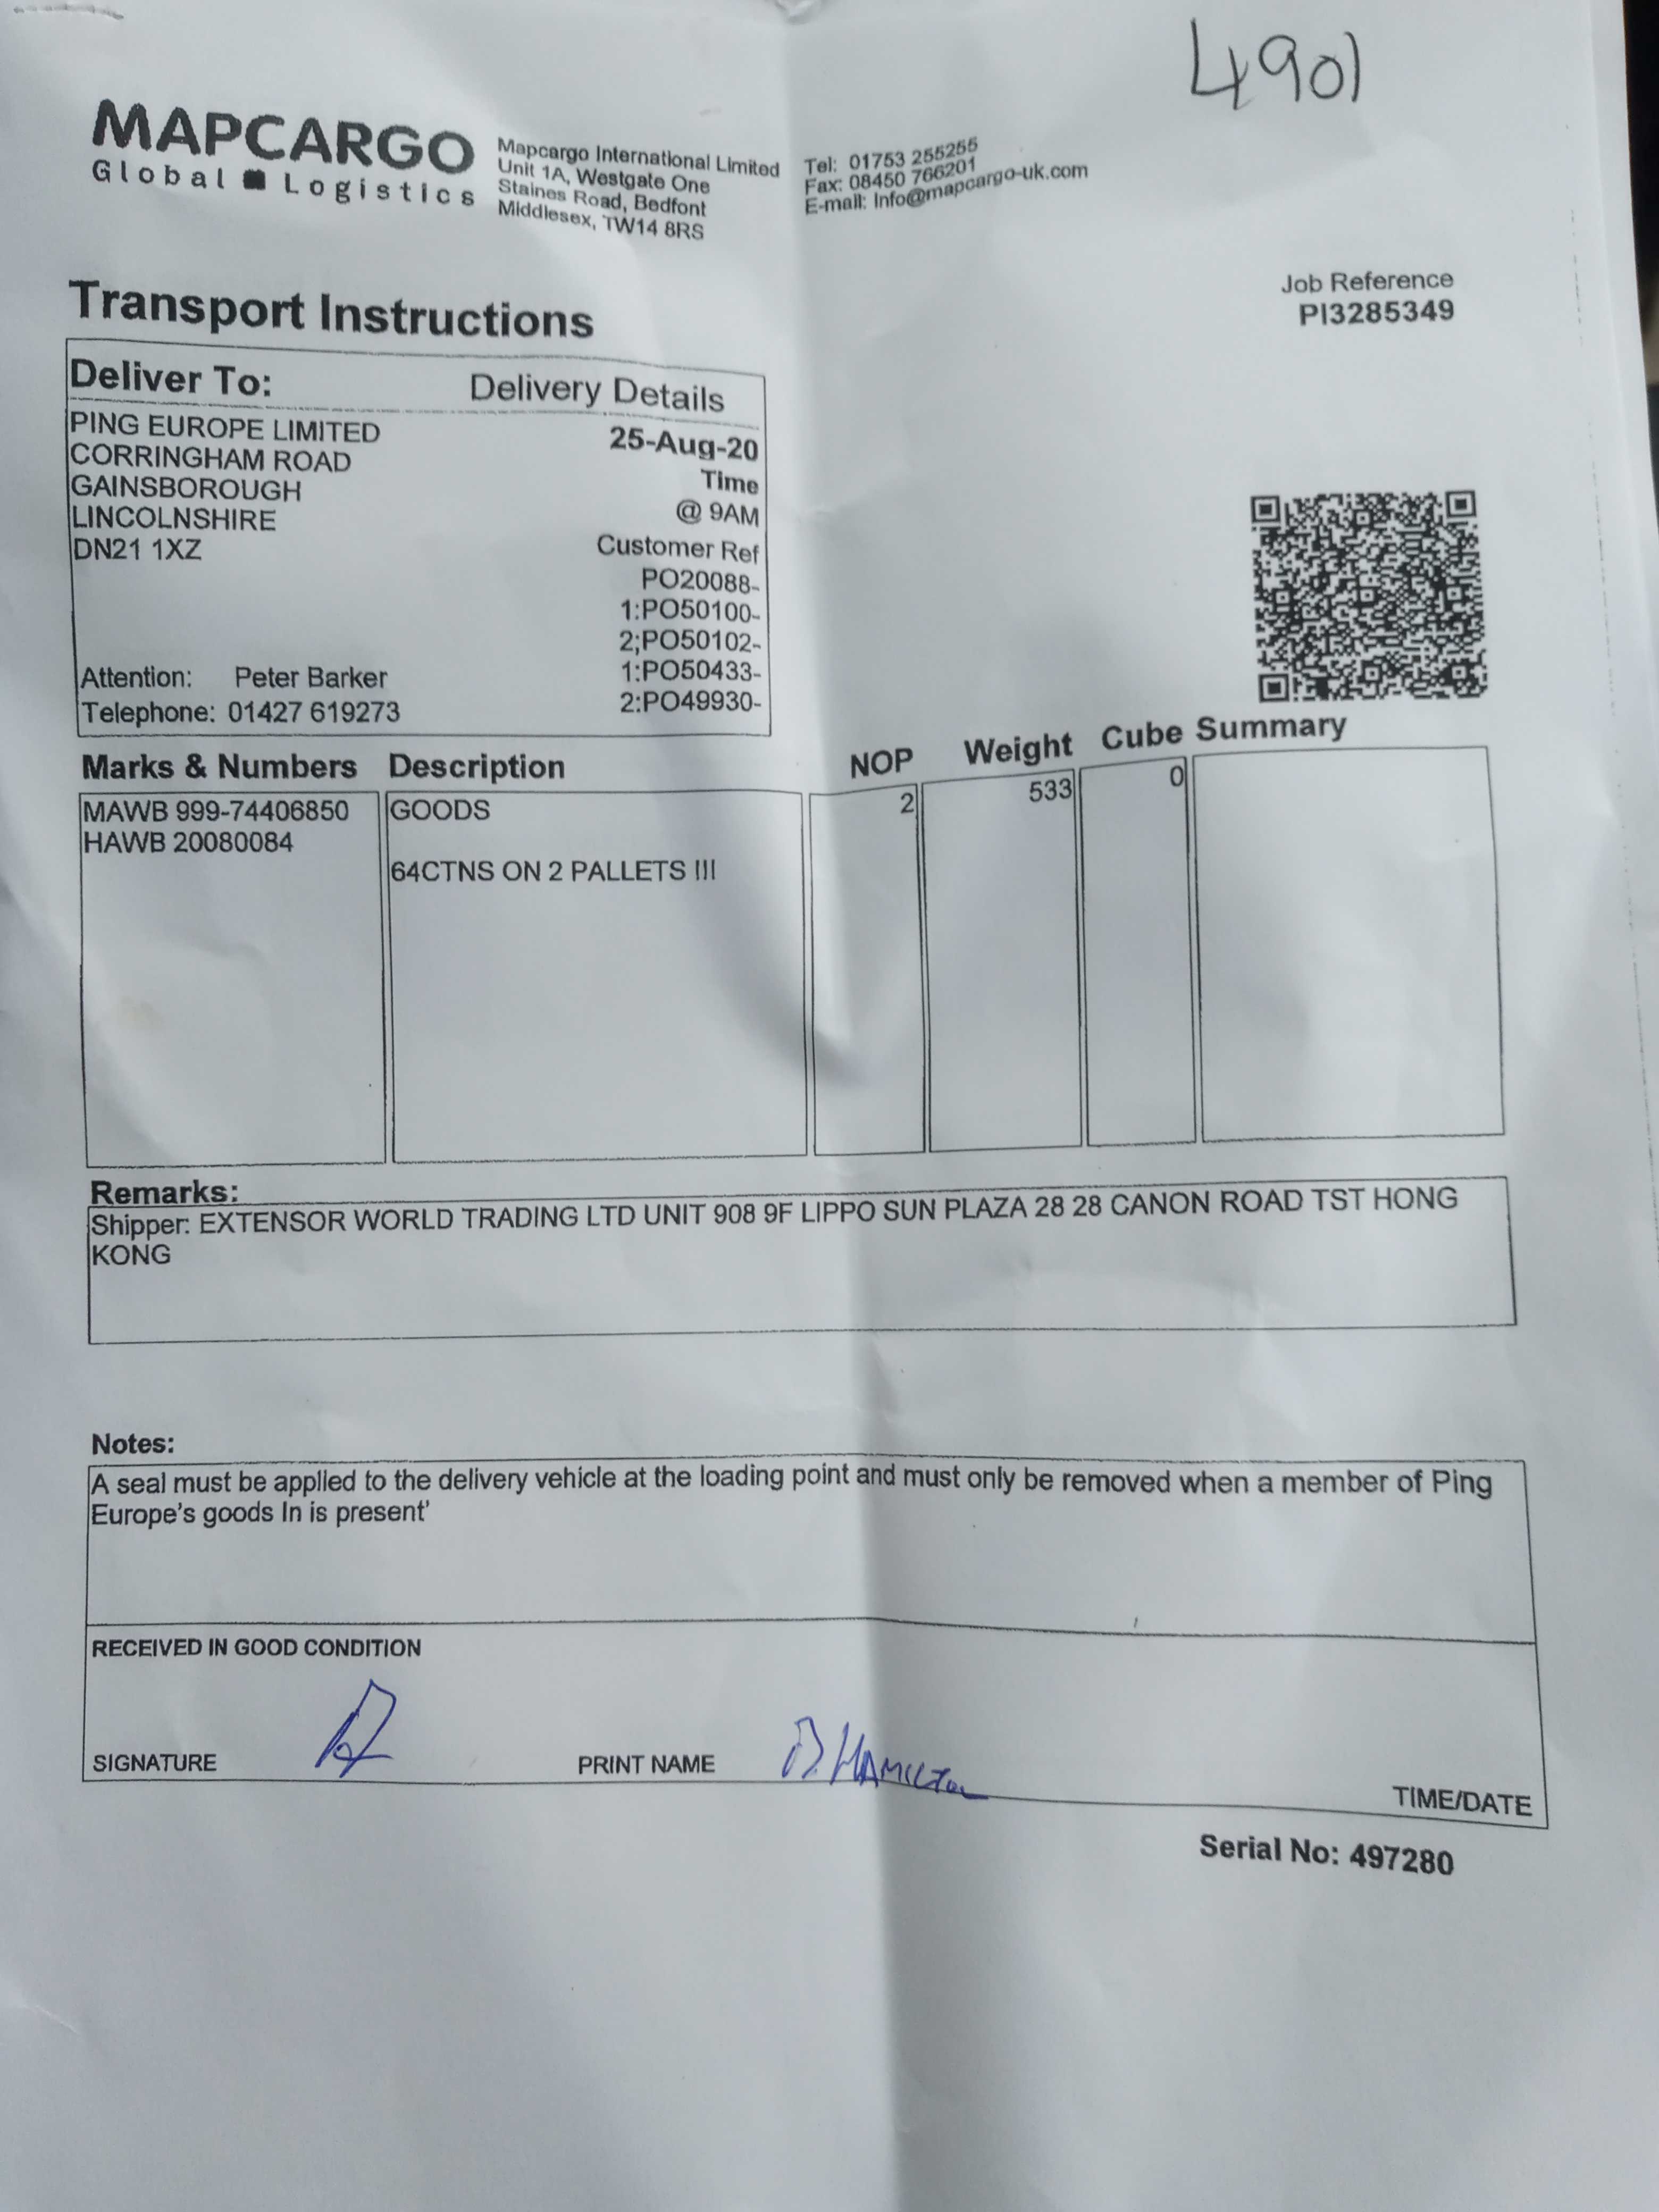 4901
MAPCARGO
Global Logistics
Mapcargo International Limited
Unit 1A, Westgate One
Staines Road, Bedfont
Middlesex, TW14 8RS
Tel: 01753 255255
Fax: 08450 766201
E-mail: Info@mapcargo-uk.com
Job Reference
PI3285349
Transport Instructions
Deliver To:
PING EUROPE LIMITED
CORRINGHAM ROAD
GAINSBOROUGH
LINCOLNSHIRE
DN21 1XZ
Attention: Peter Barker
Telephone: 01427 619273
Delivery Details
25-Aug-20
Time
@ 9AM
Customer Ref
PO20088-
1:PO50100-
2;PO50102-
1:PO50433-
2:PO49930-
Marks & Numbers Description NOP Weight Cube Summary
MAWB 999-74406850 GOODS 2 533 0
HAWB 20080084
64CTNS ON 2 PALLETS !!!
Remarks:
Shipper: EXTENSOR WORLD TRADING LTD UNIT 908 9F LIPPO SUN PLAZA 28 28 CANON ROAD TST HONG
KONG
Notes:
A seal must be applied to the delivery vehicle at the loading point and must only be removed when a member of Ping
Europe's goods In is present'
RECEIVED IN GOOD CONDITION
SIGNATURE PRINT NAME D. HAMILTON
TIME/DATE
Serial No: 497280